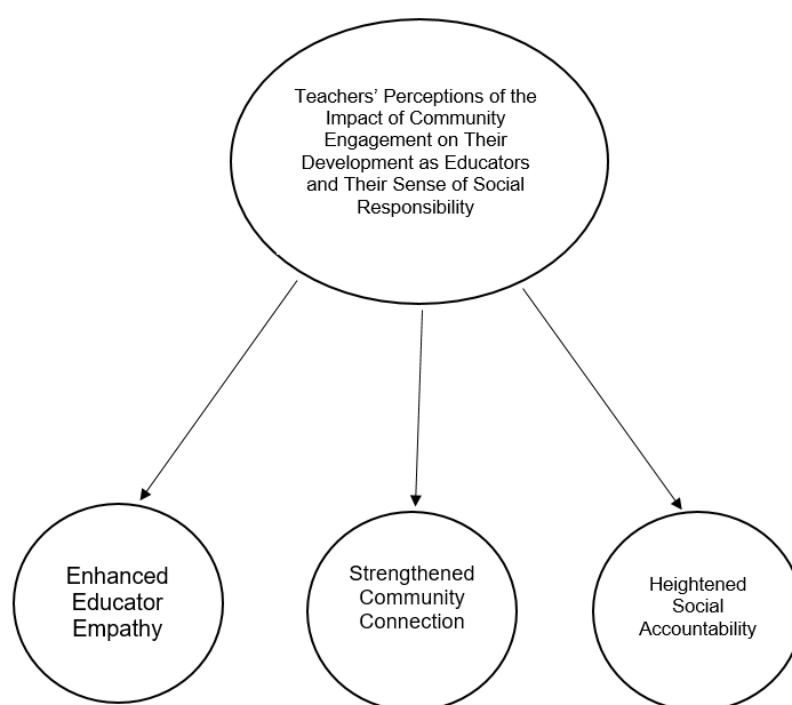 Teachers’ Perceptions of the
Impact of Community
Engagement on Their
Development as Educators
and Their Sense of Social
Responsibility
Enhanced
Educator
Empathy
Strengthened
Community
Connection
Heightened
Social
Accountability